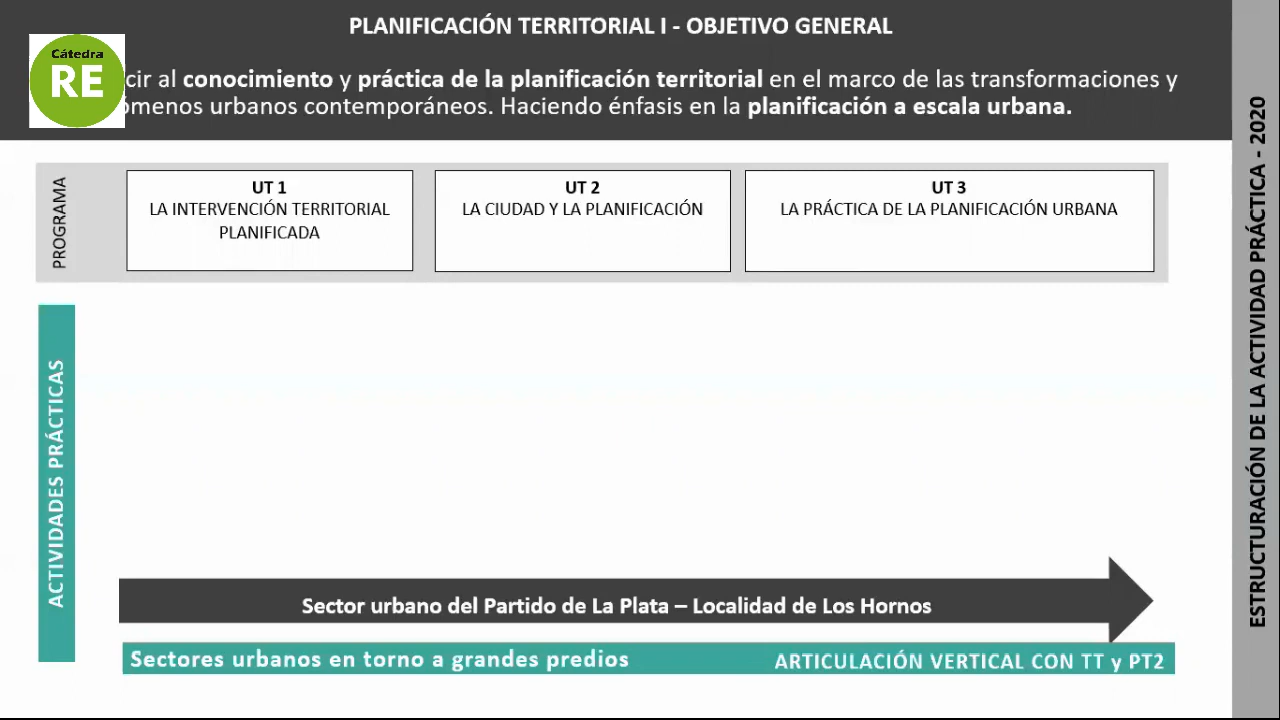 PLANIFICACIÓN TERRITORIAL I - OBJETIVO GENERAL
Cátedra
RE
al conocimiento y práctica de la planificación territorial en el marco de las transformaciones y
urbanos contemporáneos. Haciendo énfasis en la planificación a escala urbana.
PROGRAMA
UT 1
LA INTERVENCIÓN TERRITORIAL
PLANIFICADA
UT 2
LA CIUDAD Y LA PLANIFICACIÓN
UT 3
LA PRÁCTICA DE LA PLANIFICACIÓN URBANA
ACTIVIDADES PRÁCTICAS
Sector urbano del Partido de La Plata – Localidad de Los Hornos
Sectores urbanos en torno a grandes predios
ARTICULACIÓN VERTICAL CON TT y PT2
ESTRUCTURACIÓN DE LA ACTIVIDAD PRÁCTICA - 2020